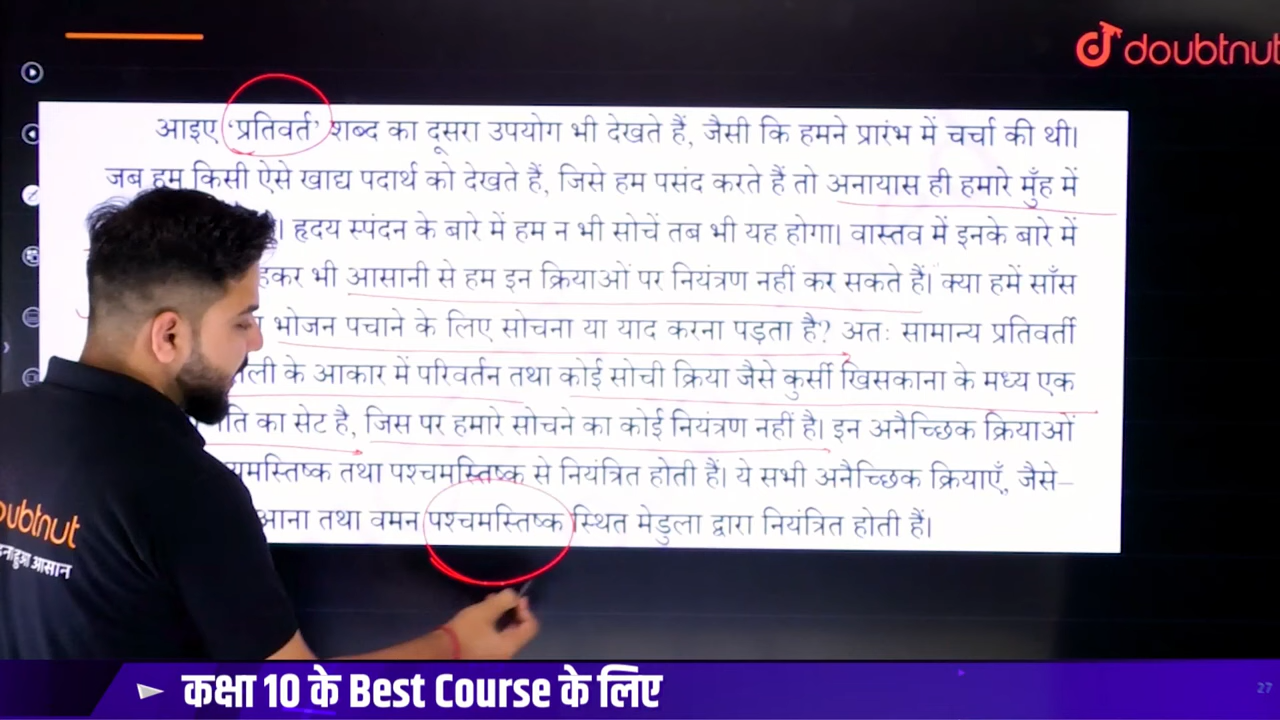 doubtnut
आइए ‘प्रतिवर्त’ शब्द का दूसरा उपयोग भी देखते हैं, जैसी कि हमने प्रारंभ में चर्चा की थी।
जब हम किसी ऐसे खाद्य पदार्थ को देखते हैं, जिसे हम पसंद करते हैं तो अनायास ही हमारे मुँह में
। हृदय स्पंदन के बारे में हम न भी सोचें तब भी यह होगा। वास्तव में इनके बारे में
भी आसानी से हम इन क्रियाओं पर नियंत्रण नहीं कर सकते हैं। क्या हमें साँस
भोजन पचाने के लिए सोचना या याद करना पड़ता है? अतः सामान्य प्रतिवर्ती
के आकार में परिवर्तन तथा कोई सोची क्रिया जैसे कुर्सी खिसकाना के मध्य एक
का सेट है, जिस पर हमारे सोचने का कोई नियंत्रण नहीं है। इन अनैच्छिक क्रियाओं
तथा पश्चमस्तिष्क से नियंत्रित होती हैं। ये सभी अनैच्छिक क्रियाएँ, जैसे–
आना तथा वमन पश्चमस्तिष्क स्थित मेडुला द्वारा नियंत्रित होती हैं।
कक्षा 10 के Best Course के लिए
27